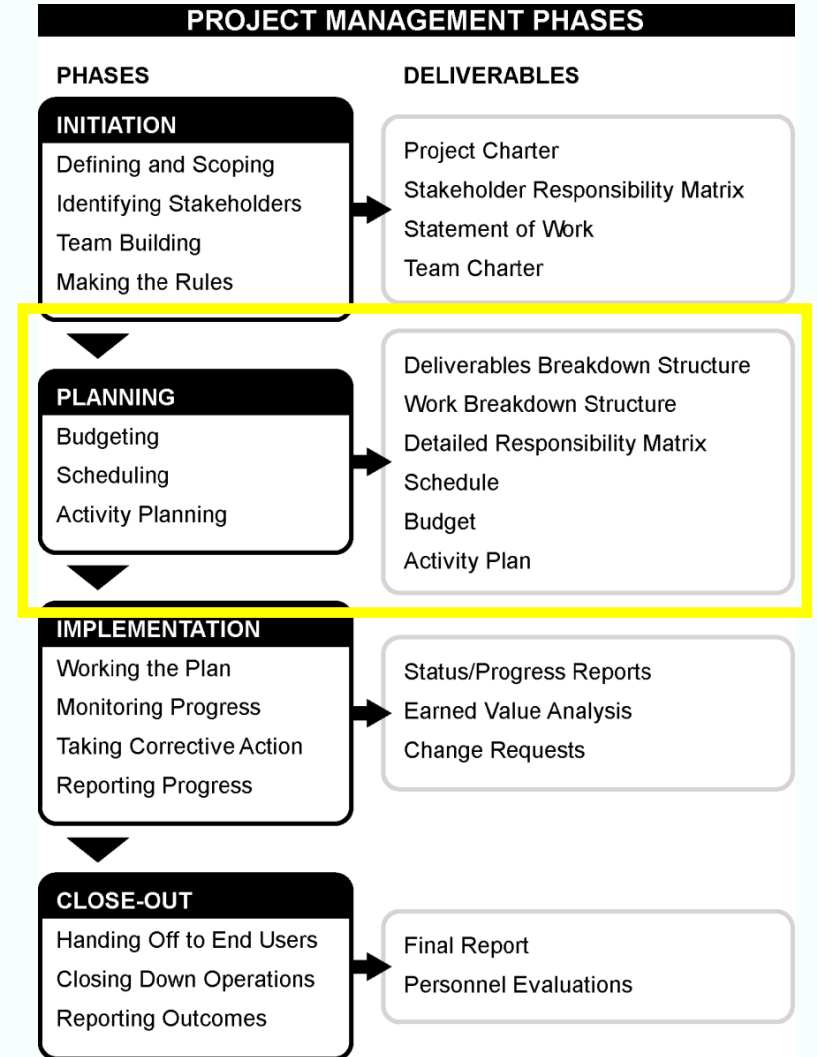 PROJECT MANAGEMENT PHASES
PHASES
DELIVERABLES
INITIATION
Defining and Scoping
Identifying Stakeholders
Team Building
Making the Rules
Project Charter
Stakeholder Responsibility Matrix
Statement of Work
Team Charter
PLANNING
Budgeting
Scheduling
Activity Planning
Deliverables Breakdown Structure
Work Breakdown Structure
Detailed Responsibility Matrix
Schedule
Budget
Activity Plan
IMPLEMENTATION
Working the Plan
Monitoring Progress
Taking Corrective Action
Reporting Progress
Status/Progress Reports
Earned Value Analysis
Change Requests
CLOSE-OUT
Handing Off to End Users
Closing Down Operations
Reporting Outcomes
Final Report
Personnel Evaluations